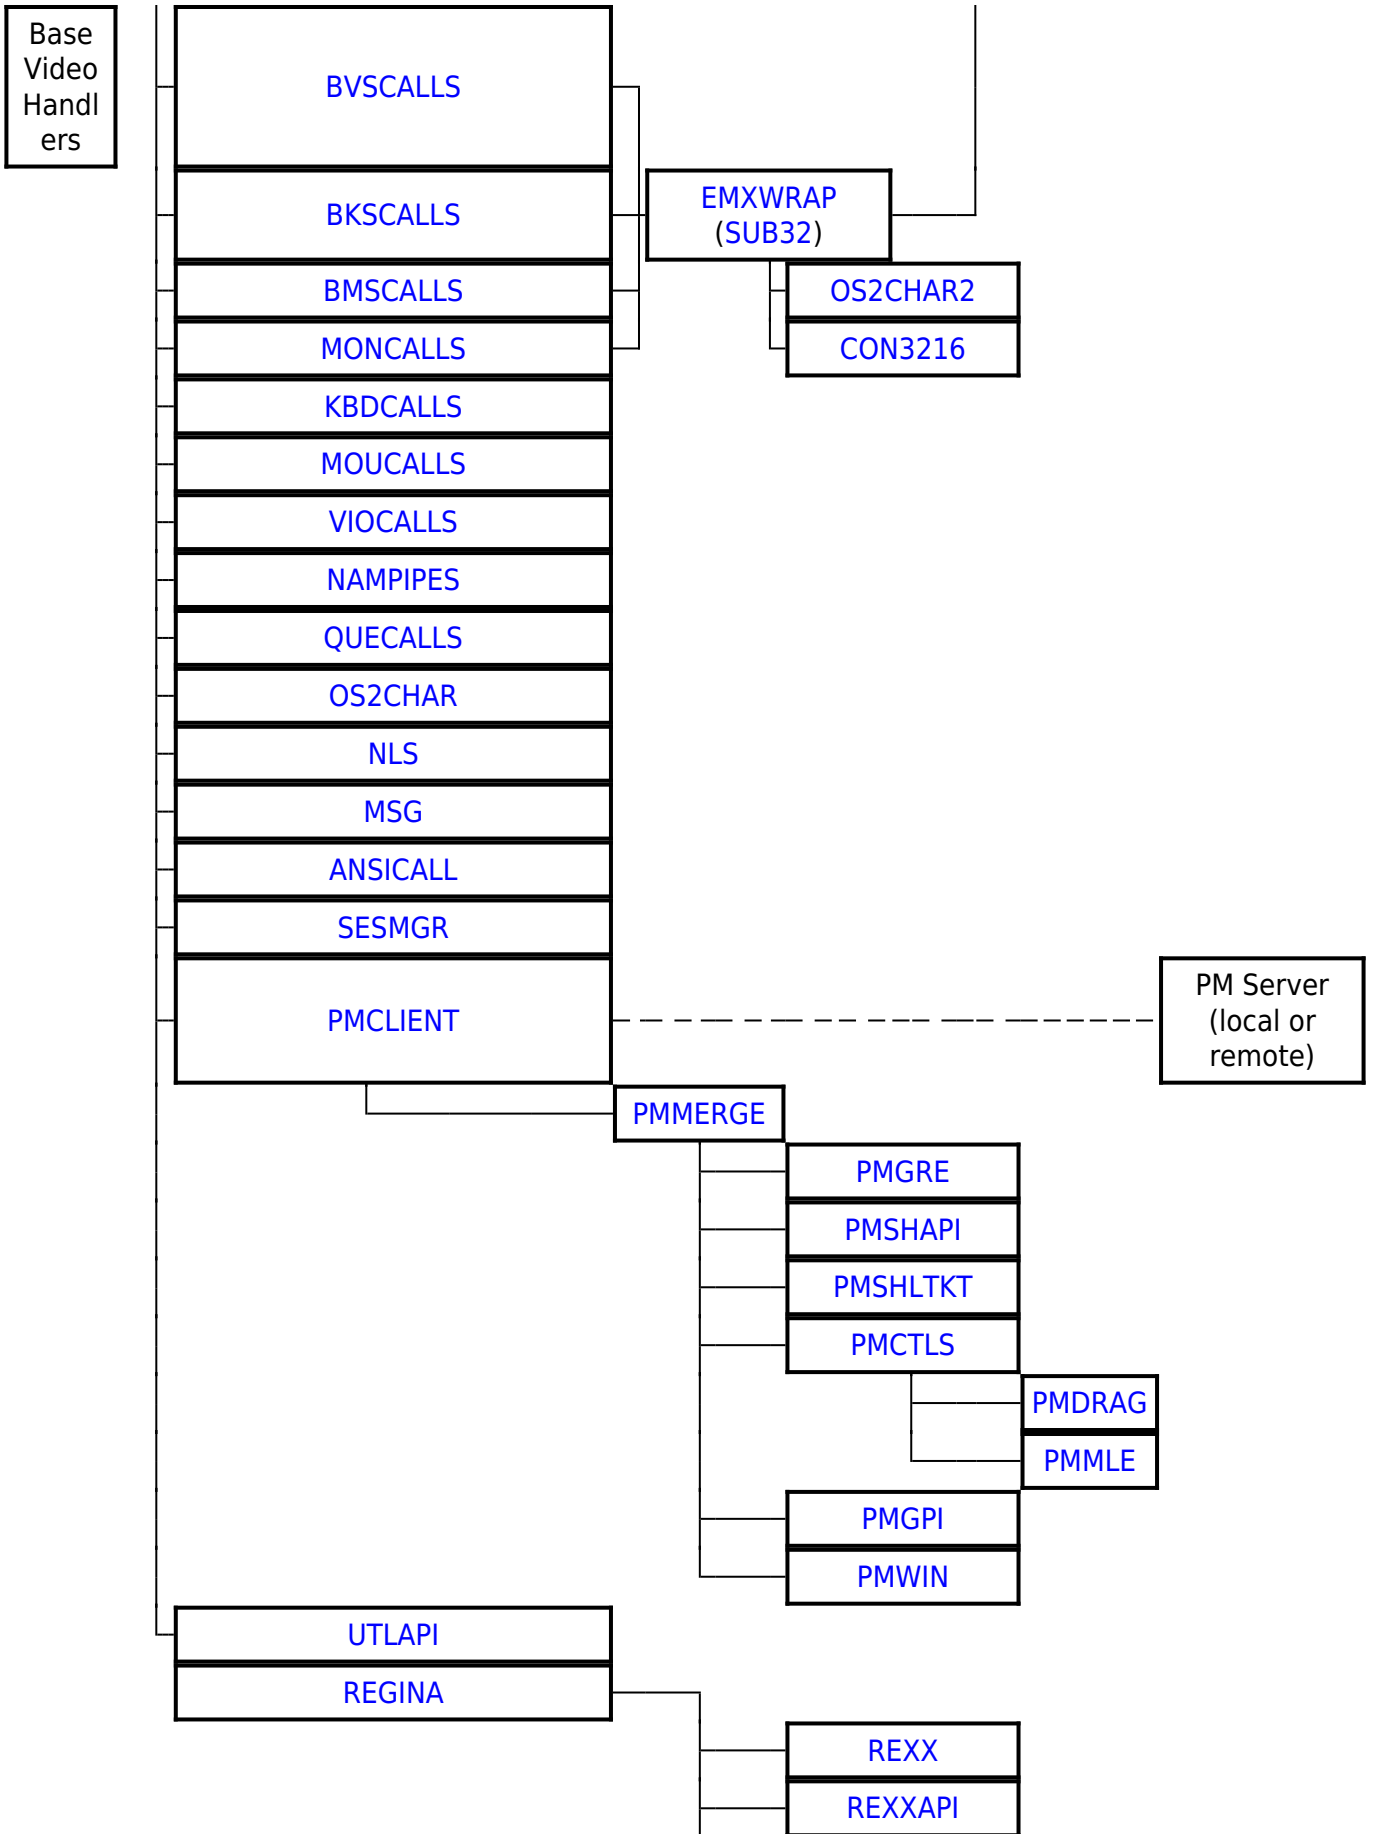 Base
Video
Handl
ers
BVSCALLS
BKSCALLS
EMXWRAP
(SUB32)
BMSCALLS
OS2CHAR2
MONCALLS
CON3216
KBDCALLS
MOUCALLS
VIOCALLS
NAMPIPES
QUECALLS
OS2CHAR
NLS
MSG
ANSICALL
SESMGR
PMCLIENT
PM Server
(local or
remote)
PMMERGE
PMGRE
PMSHAPI
PMSHLTKT
PMCTLS
PMDRAG
PMMLE
PMGPI
PMWIN
UTLAPI
REGINA
REXX
REXXAPI